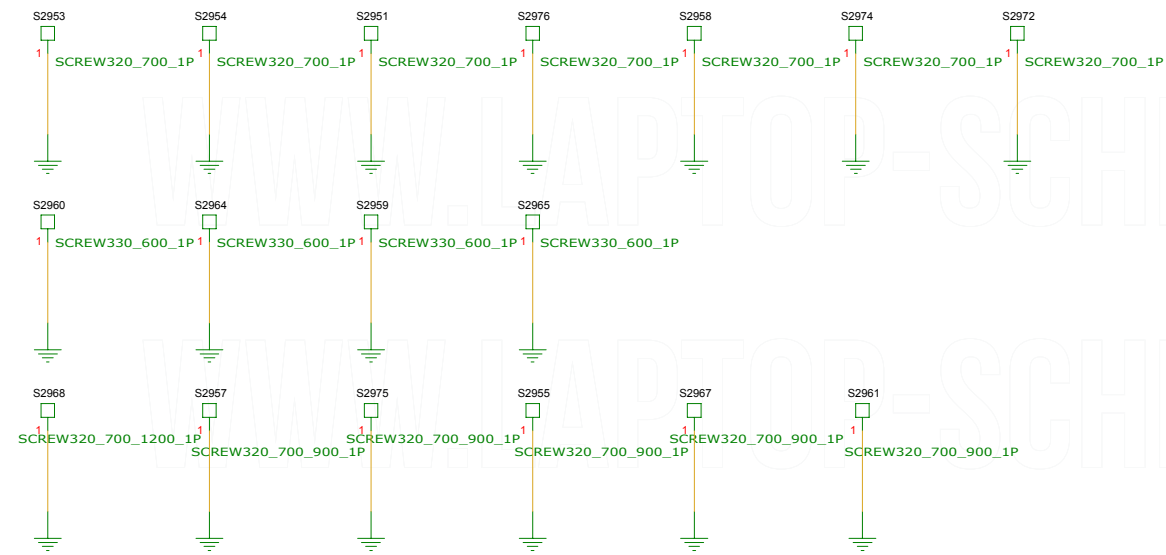 S2953 S2954 S2951 S2976 S2958 S2974 S2972
1 1 1 1 1 1 1
SCREW320_700_1P SCREW320_700_1P SCREW320_700_1P SCREW320_700_1P SCREW320_700_1P SCREW320_700_1P SCREW320_700_1P
WWW.LAPTOP-SCH
S2960 S2964 S2959 S2965
1 1 1 1
SCREW330_600_1P SCREW330_600_1P SCREW330_600_1P SCREW330_600_1P
WWW.LAPTOP-SCH
S2968 S2957 S2975 S2955 S2967 S2961
1 1 1 1 1 1
SCREW320_700_1200_1P SCREW320_700_900_1P SCREW320_700_900_1P
SCREW320_700_900_1P SCREW320_700_900_1P SCREW320_700_900_1P